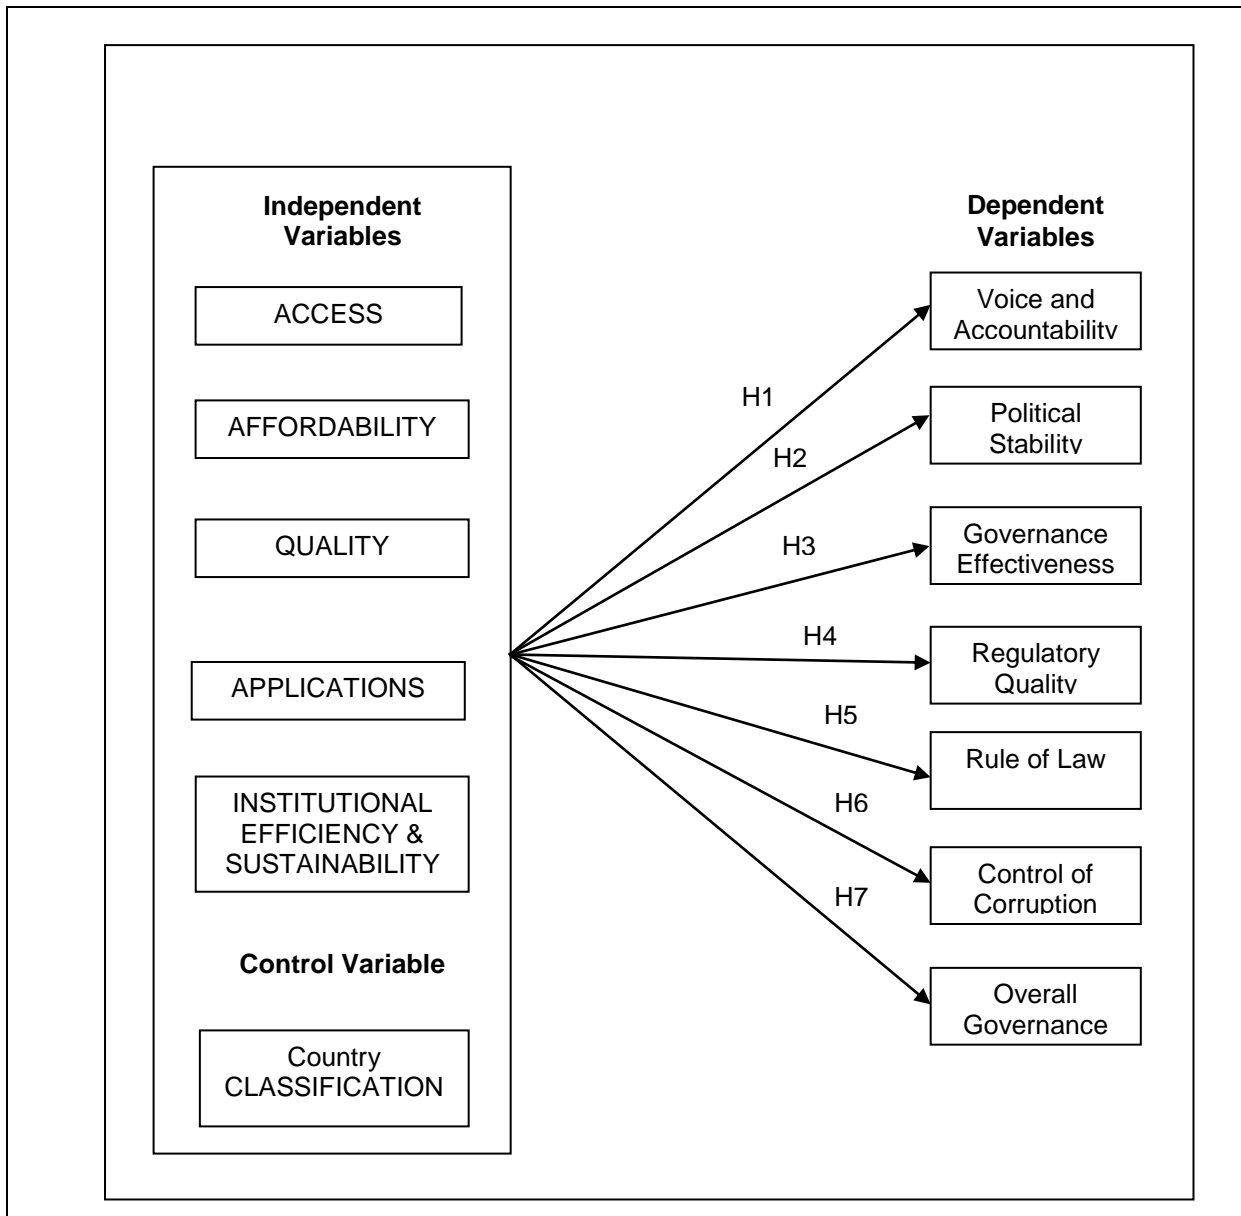 Independent
Variables
ACCESS
AFFORDABILITY
QUALITY
APPLICATIONS
INSTITUTIONAL
EFFICIENCY &
SUSTAINABILITY
Control Variable
Country
CLASSIFICATION
H1
H2
H3
H4
H5
H6
H7
Dependent
Variables
Voice and
Accountability
Political
Stability
Governance
Effectiveness
Regulatory
Quality
Rule of Law
Control of
Corruption
Overall
Governance